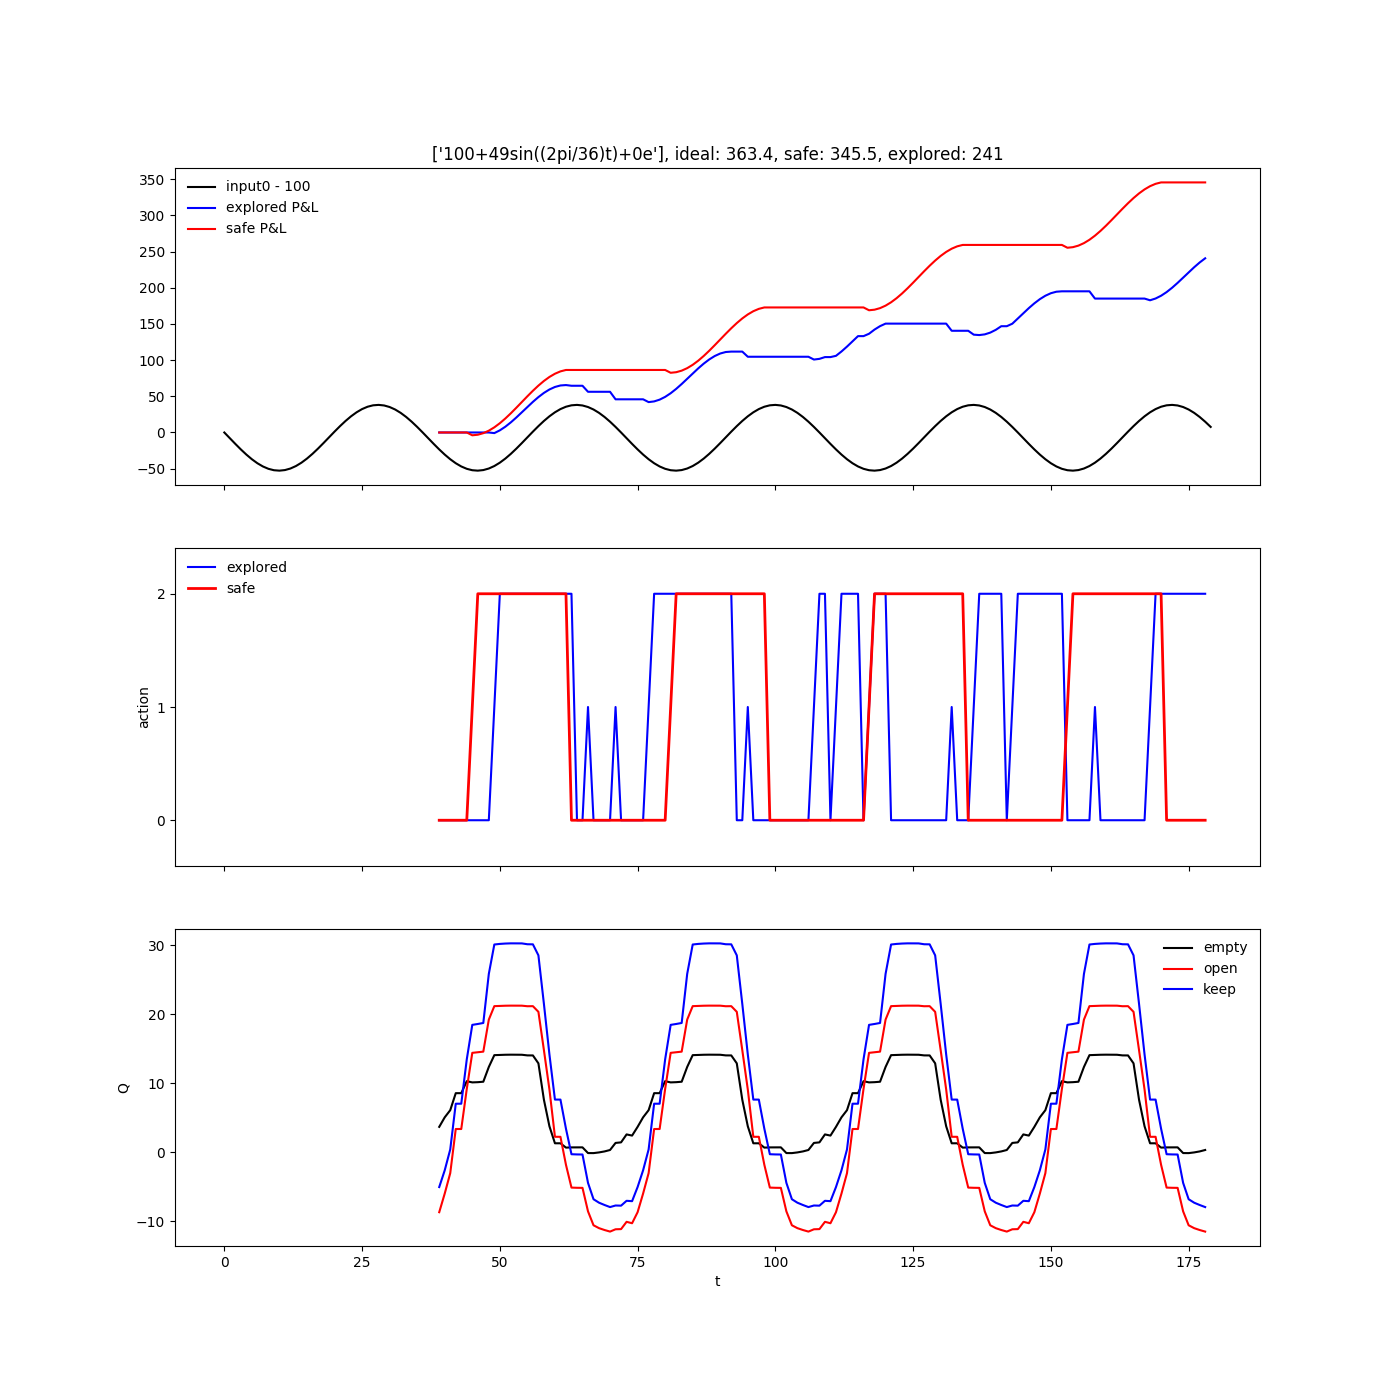 ['100+49sin((2pi/36)t)+0e'], ideal: 363.4, safe: 345.5, explored: 241
350
300
250
200
150
100
50
0
−50
input0 - 100
explored P&L
safe P&L
action
2
1
0
explored
safe
Q
30
20
10
0
−10
empty
open
keep
0
25
50
75
100
125
150
175
t